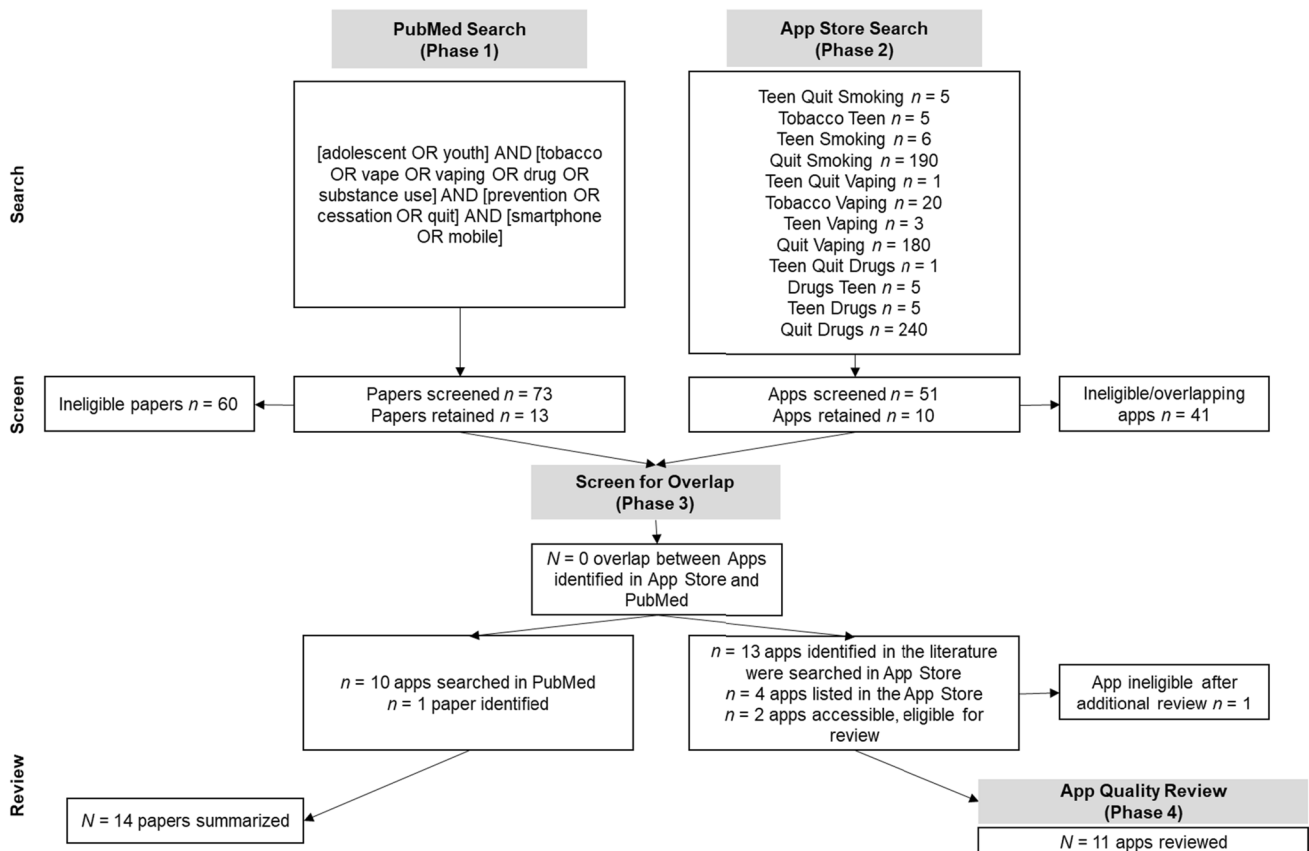 PubMed Search
(Phase 1)
App Store Search
(Phase 2)
Search
[adolescent OR youth] AND [tobacco
OR vape OR vaping OR drug OR
substance use] AND [prevention OR
cessation OR quit] AND [smartphone
OR mobile]
Teen Quit Smoking n = 5
Tobacco Teen n = 5
Teen Smoking n = 6
Quit Smoking n = 190
Teen Quit Vaping n = 1
Tobacco Vaping n = 20
Teen Vaping n = 3
Quit Vaping n = 180
Teen Quit Drugs n = 1
Drugs Teen n = 5
Teen Drugs n = 5
Quit Drugs n = 240
Screen
Ineligible papers n = 60
Papers screened n = 73
Papers retained n = 13
Apps screened n = 51
Apps retained n = 10
Ineligible/overlapping
apps n = 41
Screen for Overlap
(Phase 3)
N = 0 overlap between Apps
identified in App Store and
PubMed
Review
n = 10 apps searched in PubMed
n = 1 paper identified
n = 13 apps identified in the literature
were searched in App Store
n = 4 apps listed in the App Store
n = 2 apps accessible, eligible for
review
App ineligible after
additional review n = 1
N = 14 papers summarized
App Quality Review
(Phase 4)
N = 11 apps reviewed